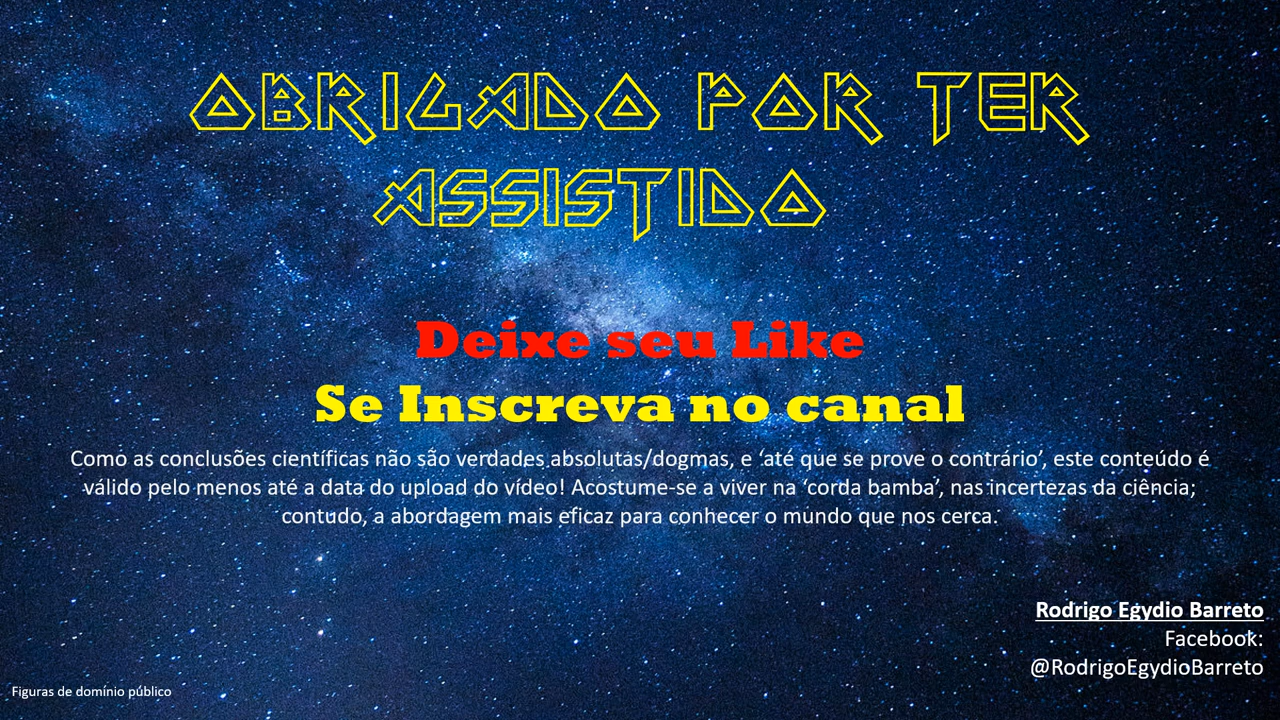 OBRIGADO POR TER
ASSISTIDO
Deixe seu Like
Se Inscreva no canal
Como as conclusões científicas não são verdades absolutas/dogmas, e ‘até que se prove o contrário’, este conteúdo é
válido pelo menos até a data do upload do vídeo! Acostume-se a viver na ‘corda bamba’, nas incertezas da ciência;
contudo, a abordagem mais eficaz para conhecer o mundo que nos cerca.
Rodrigo Egydio Barreto
Facebook:
@RodrigoEgydioBarreto
Figuras de domínio público